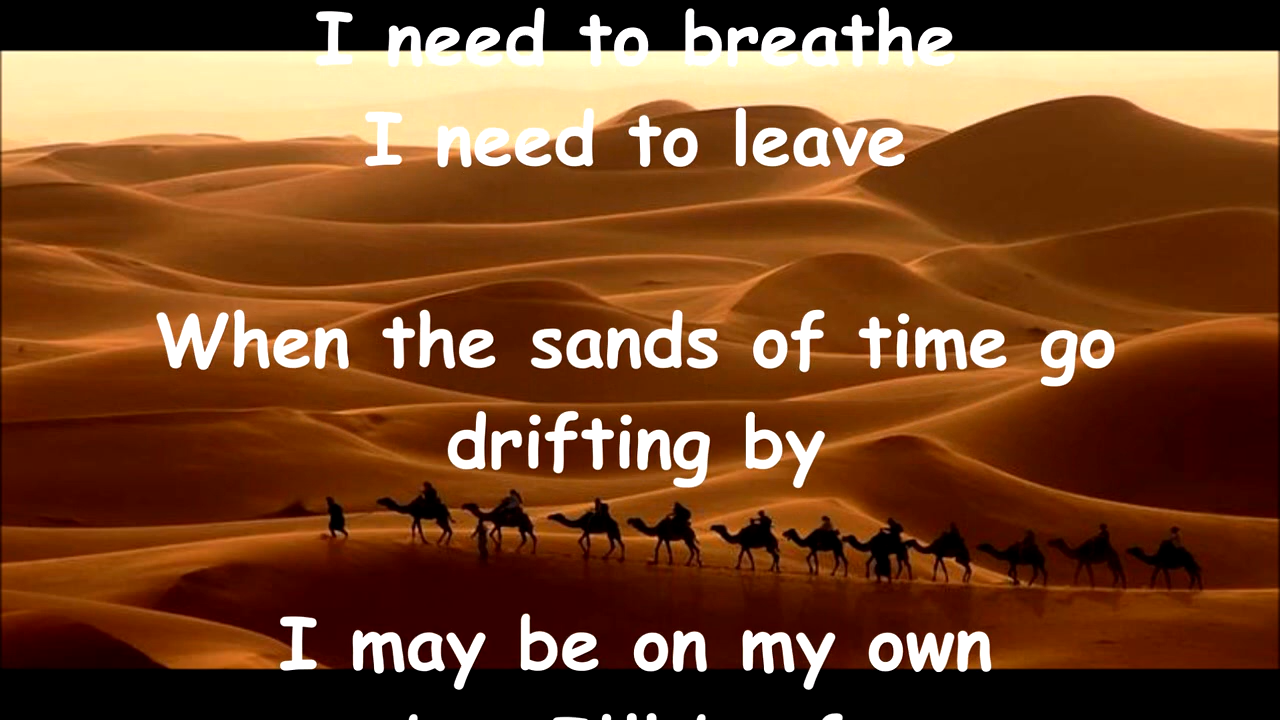 I need to breathe
I need to leave
When the sands of time go
drifting by
I may be on my own